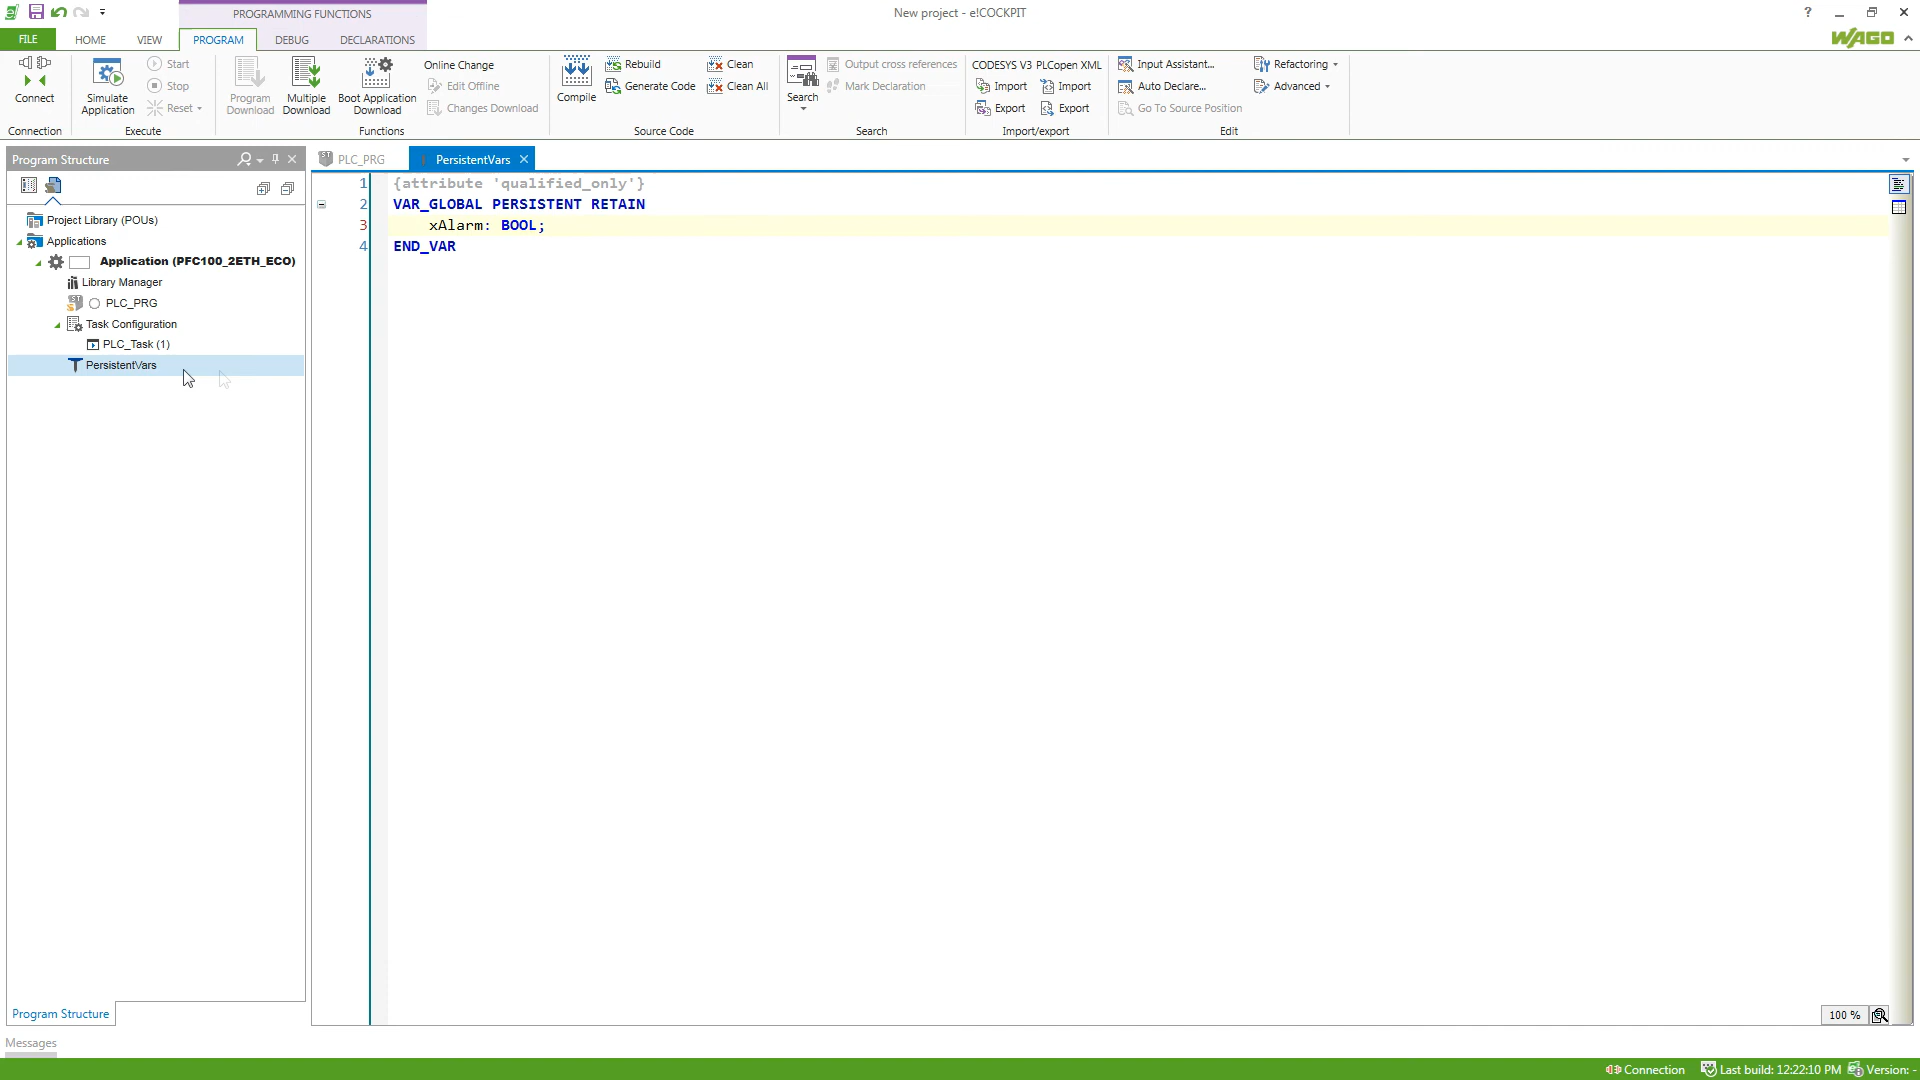 PROGRAMMING FUNCTIONS
New project - e!COCKPIT
?
FILE
HOME
VIEW
PROGRAM
DEBUG
DECLARATIONS
WAGO
Connect
Connection
Simulate
Application
Start
Stop
Reset
Execute
Program
Download
Multiple
Download
Boot Application
Download
Online Change
Edit Offline
Changes Download
Functions
Compile
Rebuild
Generate Code
Clean
Clean All
Source Code
Search
Output cross references
Mark Declaration
Search
CODESYS V3
Import
Export
PLCopen XML
Import
Export
Import/export
Input Assistant...
Auto Declare...
Go To Source Position
Refactoring
Advanced
Edit
Program Structure
Project Library (POUs)
Applications
Application (PFC100_2ETH_ECO)
Library Manager
PLC_PRG
Task Configuration
PLC_Task (1)
PersistentVars
Program Structure
PLC_PRG
PersistentVars
1 {attribute 'qualified_only'}
2 VAR_GLOBAL PERSISTENT RETAIN
3 xAlarm: BOOL;
4 END_VAR
100 %
Messages
Connection
Last build: 12:22:10 PM
Version: -